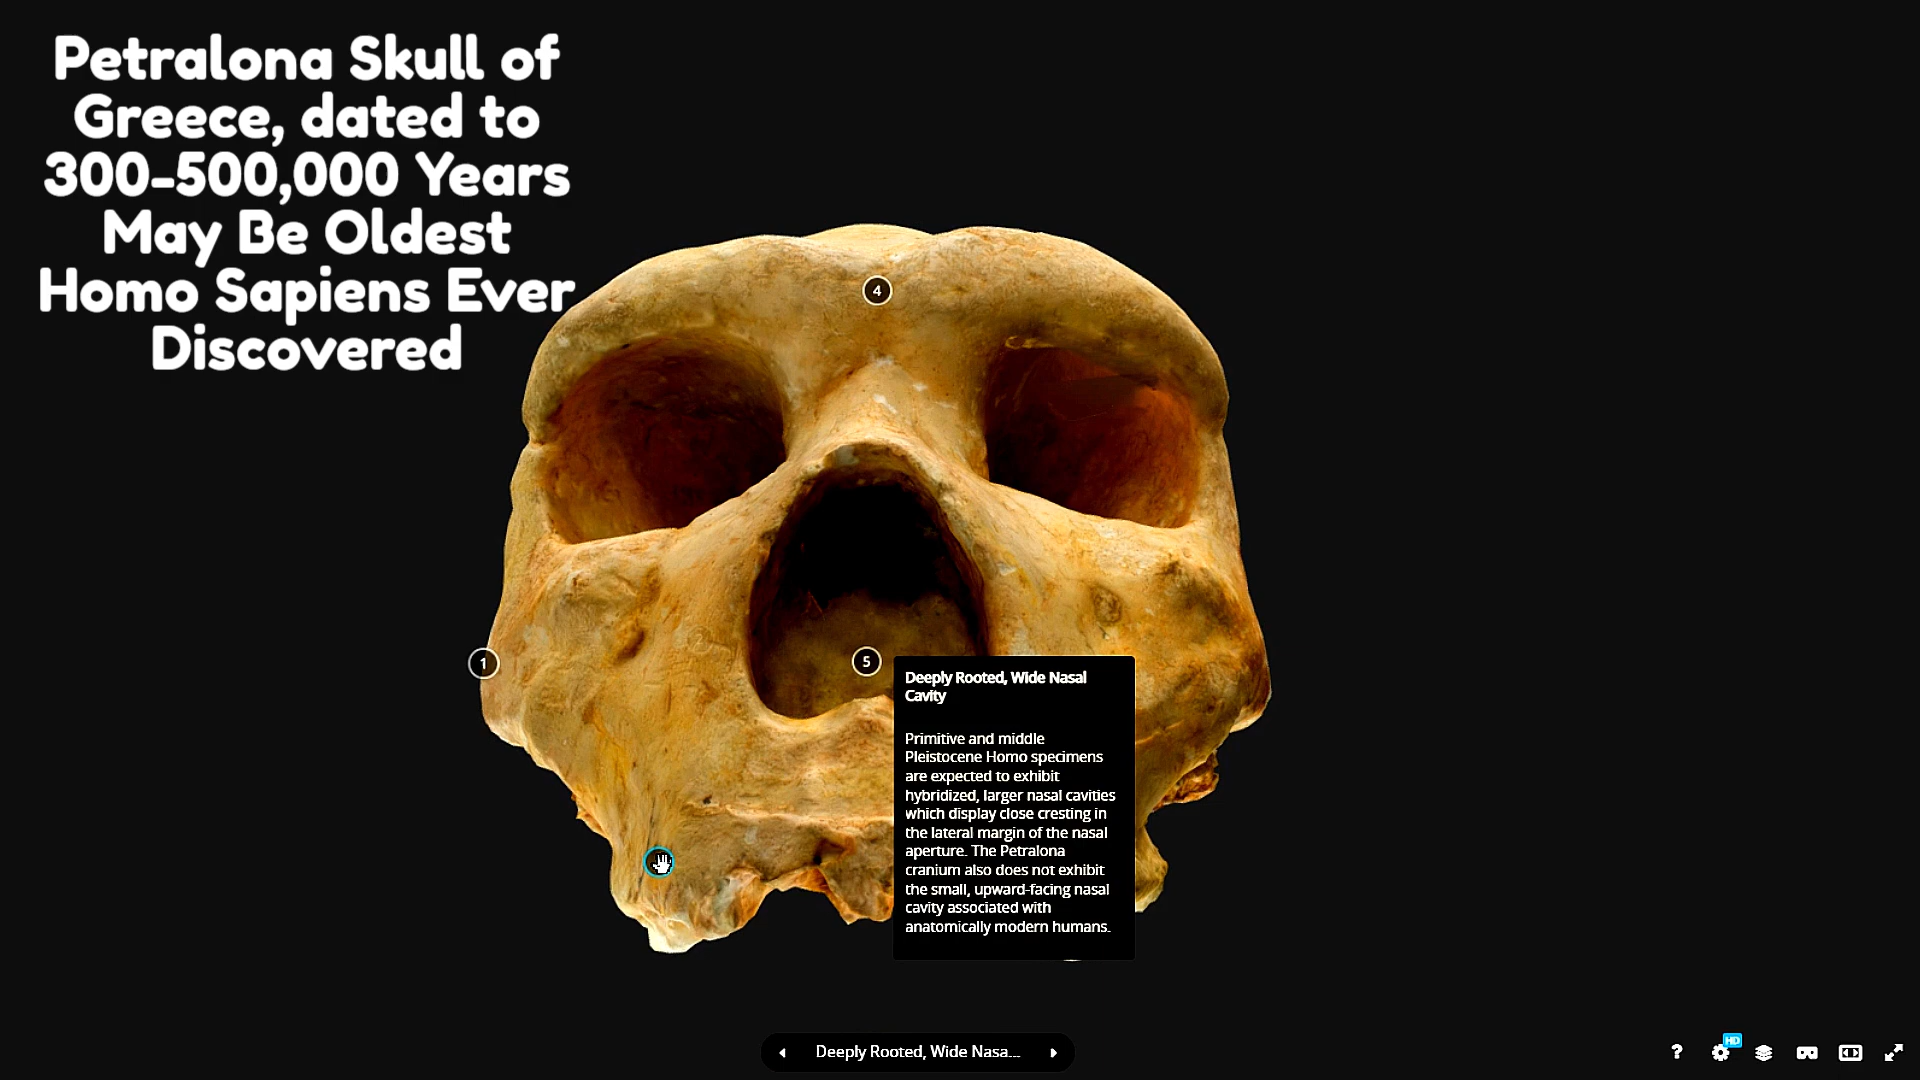 Petralona Skull of
Greece, dated to
300-500,000 Years
May Be Oldest
Homo Sapiens Ever
Discovered
4
1
5
Deeply Rooted, Wide Nasal
Cavity
Primitive and middle
Pleistocene Homo specimens
are expected to exhibit
hybridized, larger nasal cavities
which display close cresting in
the lateral margin of the nasal
aperture. The Petralona
cranium also does not exhibit
the small, upward-facing nasal
cavity associated with
anatomically modern humans.
Deeply Rooted, Wide Nasa...
?
HD